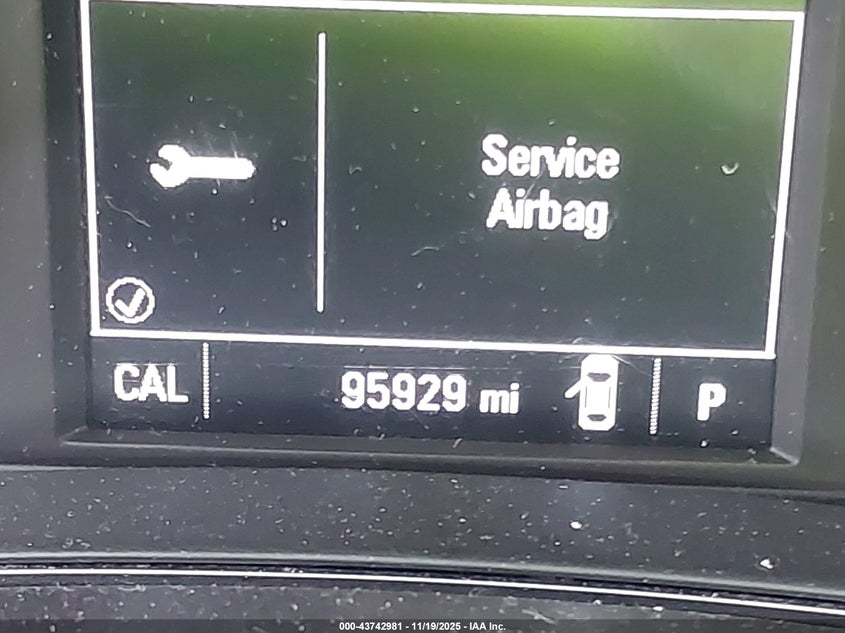 Service
Airbag
CAL 95929 mi P
000-43742981 - 11/19/2025 - IAA Inc.